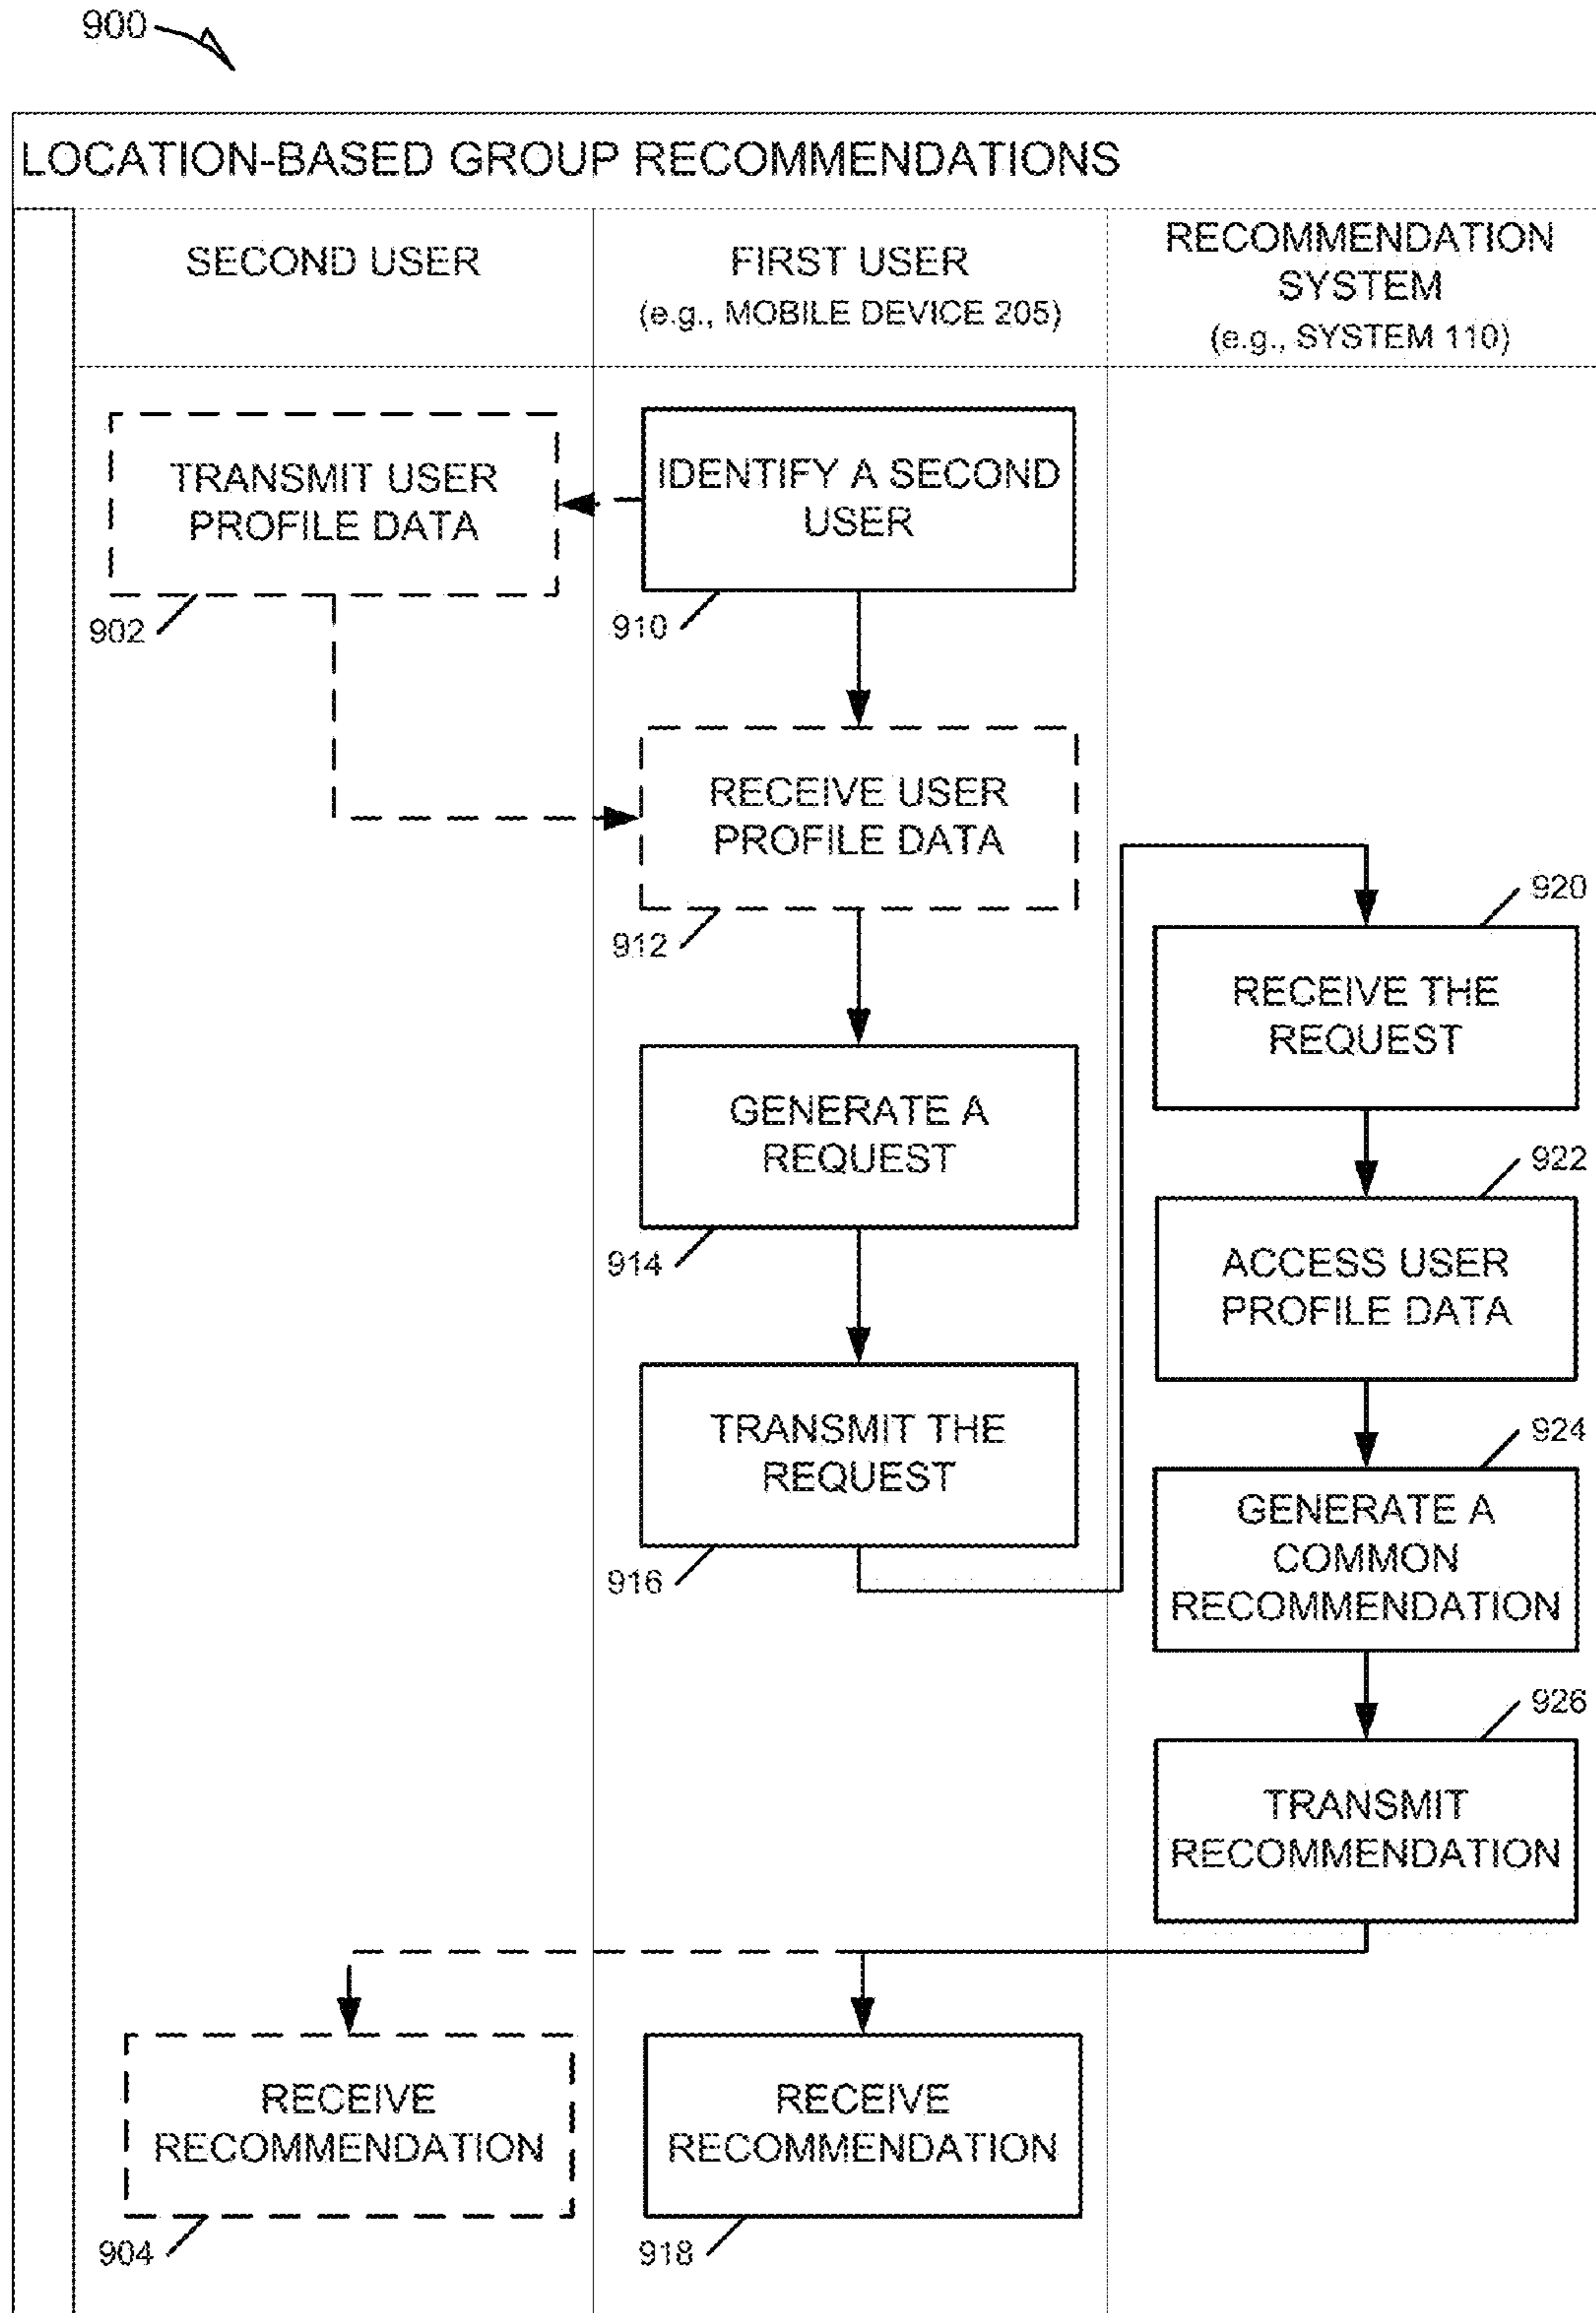 900
LOCATION-BASED GROUP RECOMMENDATIONS
SECOND USER
FIRST USER
(e.g., MOBILE DEVICE 205)
RECOMMENDATION
SYSTEM
(e.g., SYSTEM 110)
TRANSMIT USER
PROFILE DATA
902
IDENTIFY A SECOND
USER
910
RECEIVE USER
PROFILE DATA
912
GENERATE A
REQUEST
914
TRANSMIT THE
REQUEST
916
920
RECEIVE THE
REQUEST
922
ACCESS USER
PROFILE DATA
924
GENERATE A
COMMON
RECOMMENDATION
926
TRANSMIT
RECOMMENDATION
RECEIVE
RECOMMENDATION
904
RECEIVE
RECOMMENDATION
918